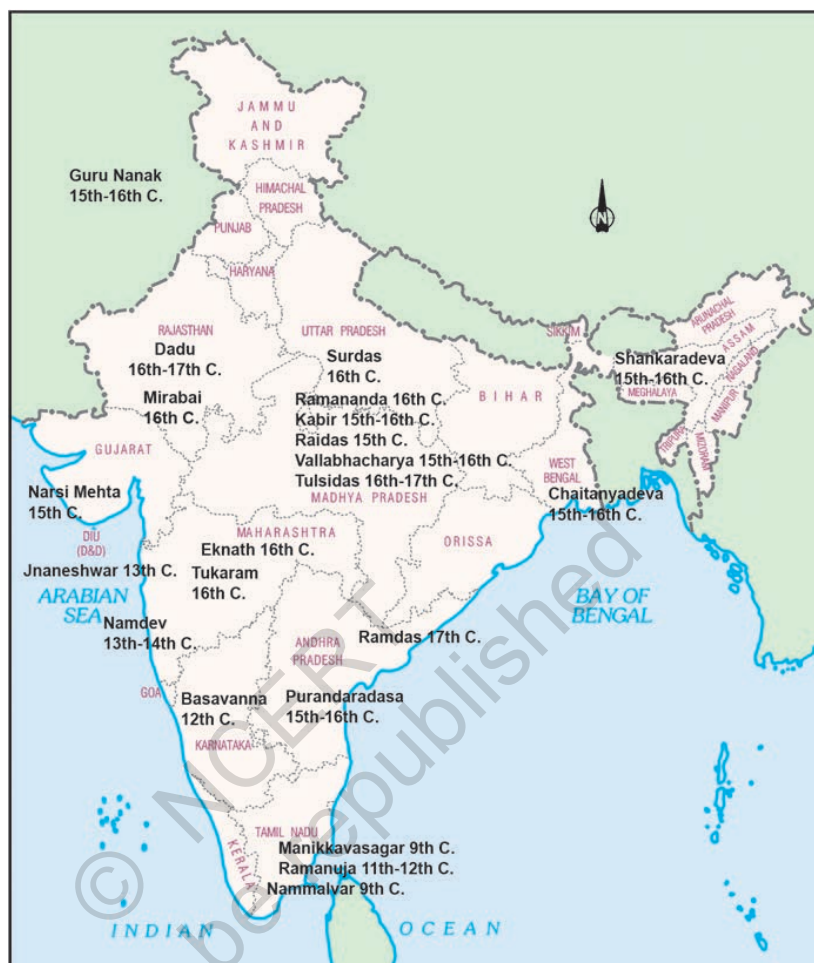 JAMMU
AND
KASHMIR
Guru Nanak
15th-16th C.
HIMACHAL
PRADESH
PUNJAB
HARYANA
RAJASTHAN
Dadu
16th-17th C.
Mirabai
16th C.
UTTAR PRADESH
Surdas
16th C.
Ramananda 16th C.
Kabir 15th-16th C.
Raidas 15th C.
Vallabhacharya 15th-16th C.
Tulsidas 16th-17th C.
MADHYA PRADESH
BIHAR
SIKKIM
ARUNACHAL
PRADESH
ASSAM
NAGALAND
Shankaradeva
15th-16th C.
MEGHALAYA
MANIPUR
TRIPURA
MIZORAM
WEST
BENGAL
Chaitanyadeva
15th-16th C.
GUJARAT
Narsi Mehta
15th C.
DIU
(D&D)
MAHARASHTRA
Eknath 16th C.
Jnaneshwar 13th C.
Tukaram
16th C.
ORISSA
ARABIAN
SEA
Namdev
13th-14th C.
BAY OF
BENGAL
Ramdas 17th C.
ANDHRA
PRADESH
GOA
Basavanna
12th C.
Purandaradasa
15th-16th C.
KARNATAKA
TAMIL NADU
KERALA
Manikkavasagar 9th C.
Ramanuja 11th-12th C.
Nammalvar 9th C.
INDIAN OCEAN
N
© NCERT
be republished